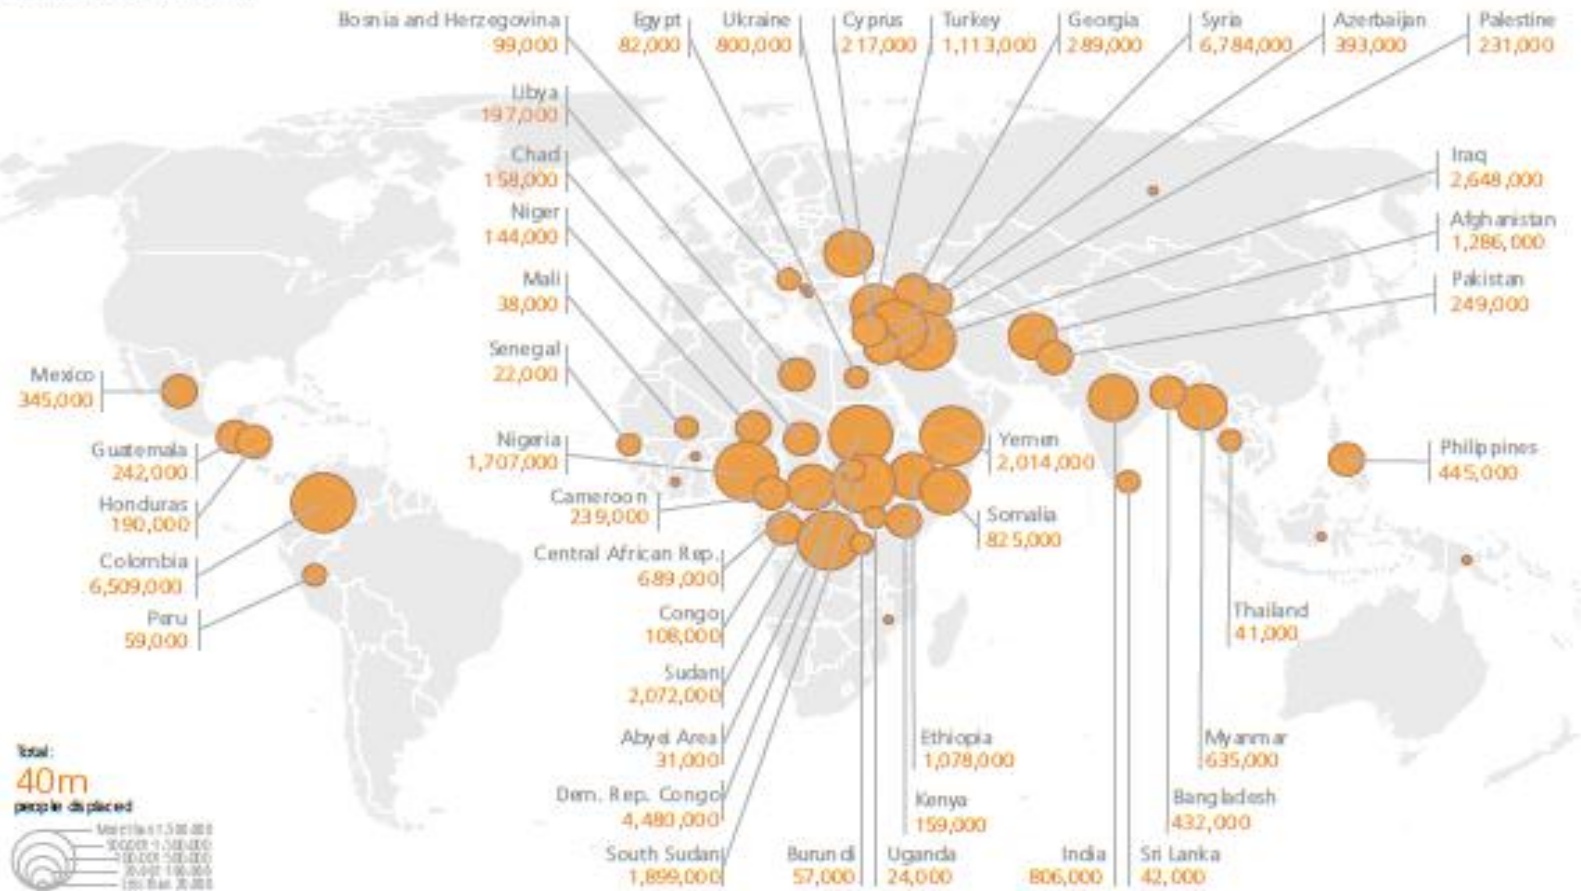 Bosnia and Herzegovina
99,000
Egypt
82,000
Ukraine
800,000
Cyprus
217,000
Turkey
1,113,000
Georgia
289,000
Syria
6,784,000
Azerbaijan
393,000
Palestine
231,000
Libya
197,000
Chad
158,000
Niger
144,000
Mali
38,000
Senegal
22,000
Iraq
2,648,000
Afghanistan
1,286,000
Pakistan
249,000
Mexico
345,000
Guatemala
242,000
Honduras
190,000
Colombia
6,509,000
Peru
59,000
Nigeria
1,707,000
Cameroon
239,000
Central African Rep.
689,000
Congo
108,000
Sudan
2,072,000
Abyei Area
31,000
Dem. Rep. Congo
4,480,000
South Sudan
1,899,000
Yemen
2,014,000
Somalia
825,000
Philippines
445,000
Thailand
41,000
Ethiopia
1,078,000
Kenya
159,000
Burundi
57,000
Uganda
24,000
Myanmar
635,000
Bangladesh
432,000
India
806,000
Sri Lanka
42,000
Total:
40m
people displaced